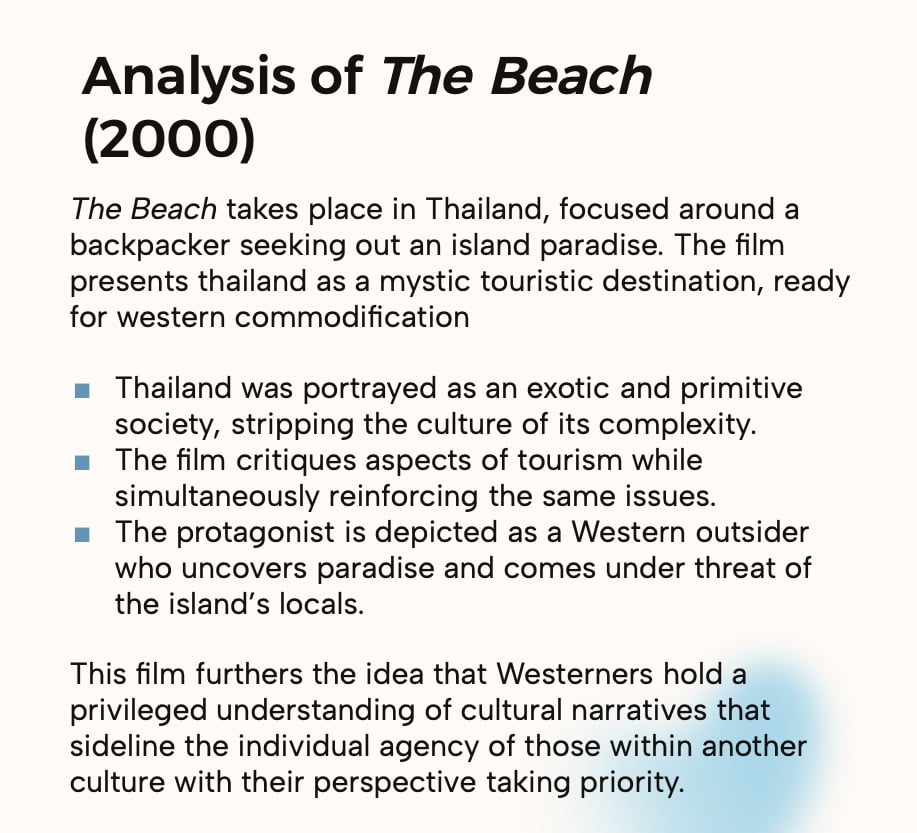 Analysis of The Beach
(2000)
The Beach takes place in Thailand, focused around a
backpacker seeking out an island paradise. The film
presents thailand as a mystic touristic destination, ready
for western commodification
▪ Thailand was portrayed as an exotic and primitive
society, stripping the culture of its complexity.
▪ The film critiques aspects of tourism while
simultaneously reinforcing the same issues.
▪ The protagonist is depicted as a Western outsider
who uncovers paradise and comes under threat of
the island's locals.
This film furthers the idea that Westerners hold a
privileged understanding of cultural narratives that
sideline the individual agency of those within another
culture with their perspective taking priority.